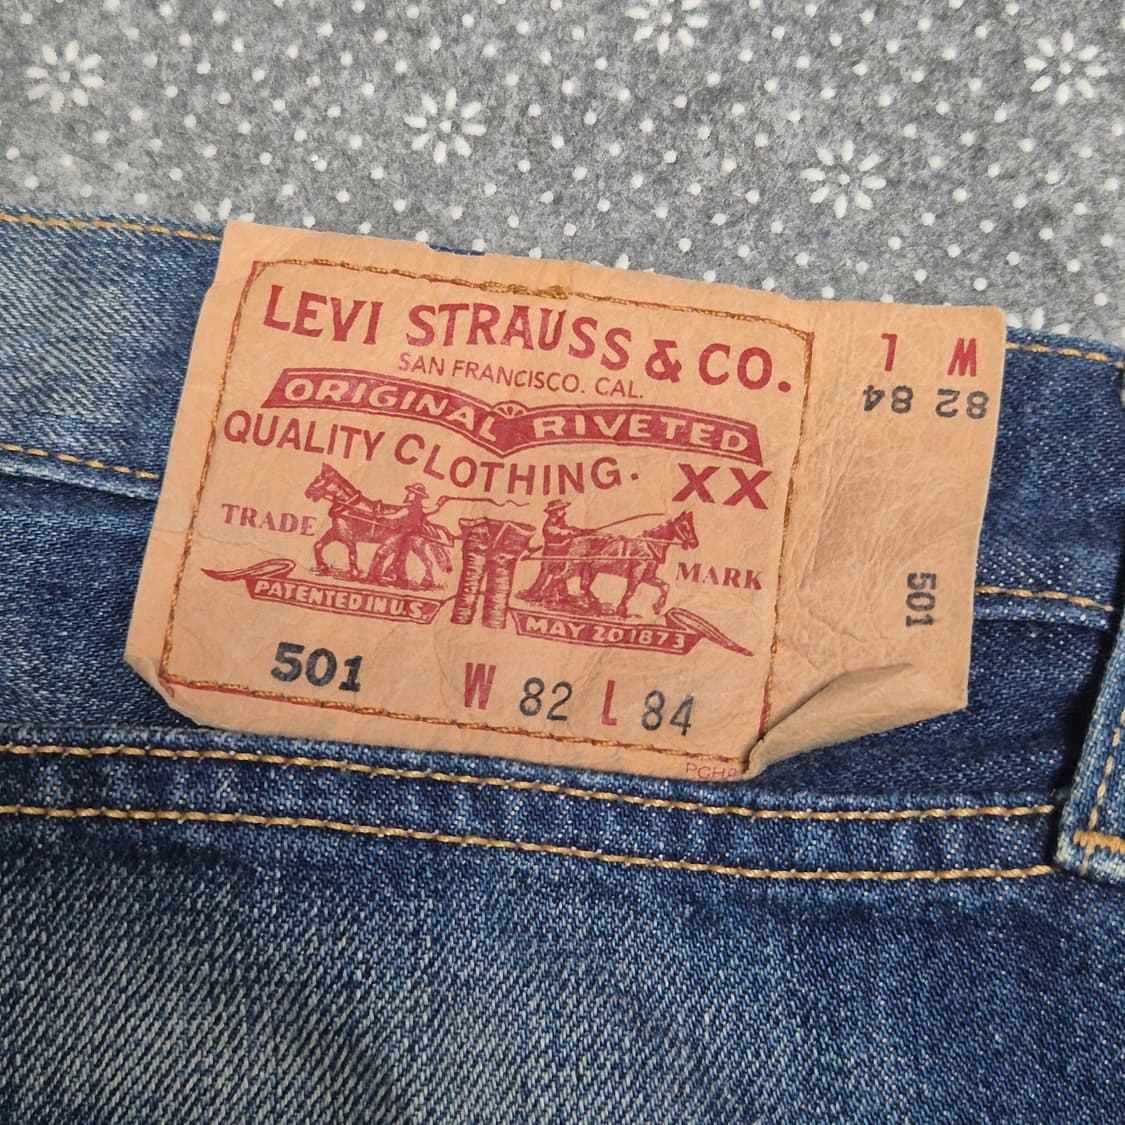 LEVI STRAUSS & CO.
SAN FRANCISCO. CAL.
ORIGINAL RIVETED
QUALITY CLOTHING. XX
TRADE MARK
PATENTED IN U.S. MAY 20 1873
501 W 82 L 84
W L
82 84
501